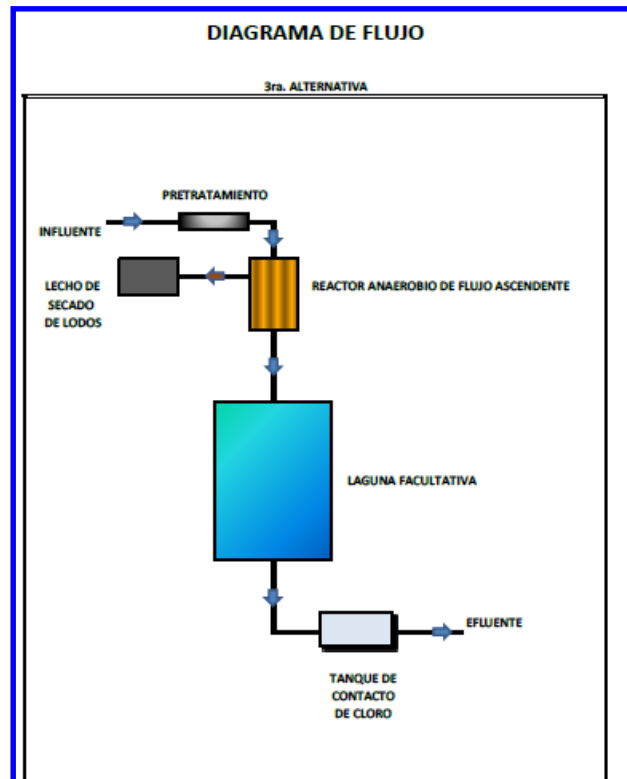 DIAGRAMA DE FLUJO
3ra. ALTERNATIVA
PRETRATAMIENTO
INFLUENTE
LECHO DE
SECADO
DE LODOS
REACTOR ANAEROBIO DE FLUJO ASCENDENTE
LAGUNA FACULTATIVA
EFLUENTE
TANQUE DE
CONTACTO
DE CLORO